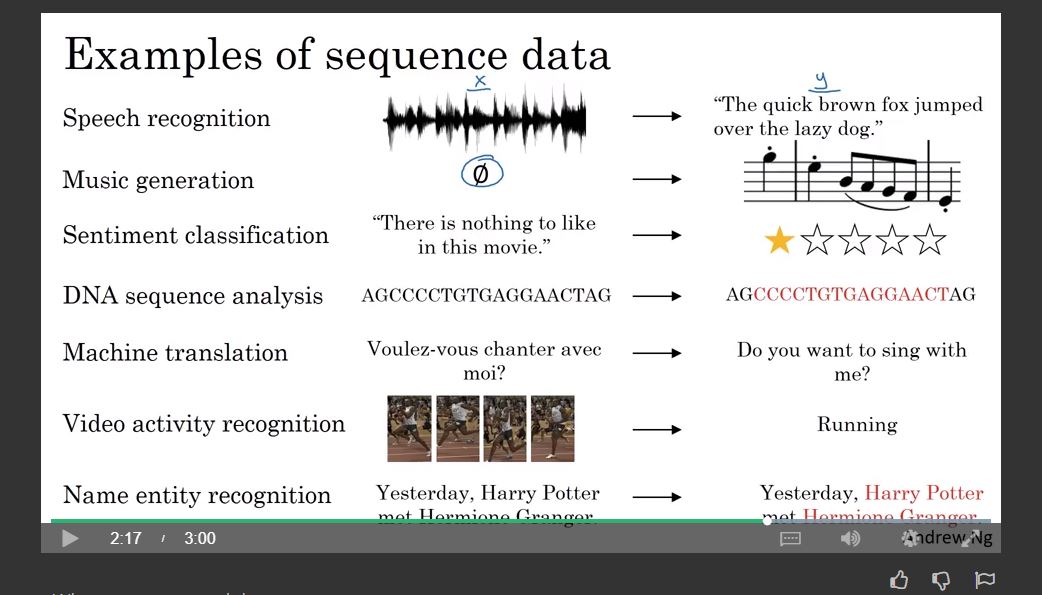 Examples of sequence data
x
y
Speech recognition
“The quick brown fox jumped
over the lazy dog.”
Music generation
Ø
Sentiment classification
“There is nothing to like
in this movie.”
DNA sequence analysis
AGCCCCTGTGAGGAACTAG
AGCCCCTGTGAGGAACTAG
Machine translation
Voulez-vous chanter avec
moi?
Do you want to sing with
me?
Video activity recognition
Running
Name entity recognition
Yesterday, Harry Potter
met Hermione Granger.
Yesterday, Harry Potter
met Hermione Granger.
2:17 / 3:00
Andrew Ng